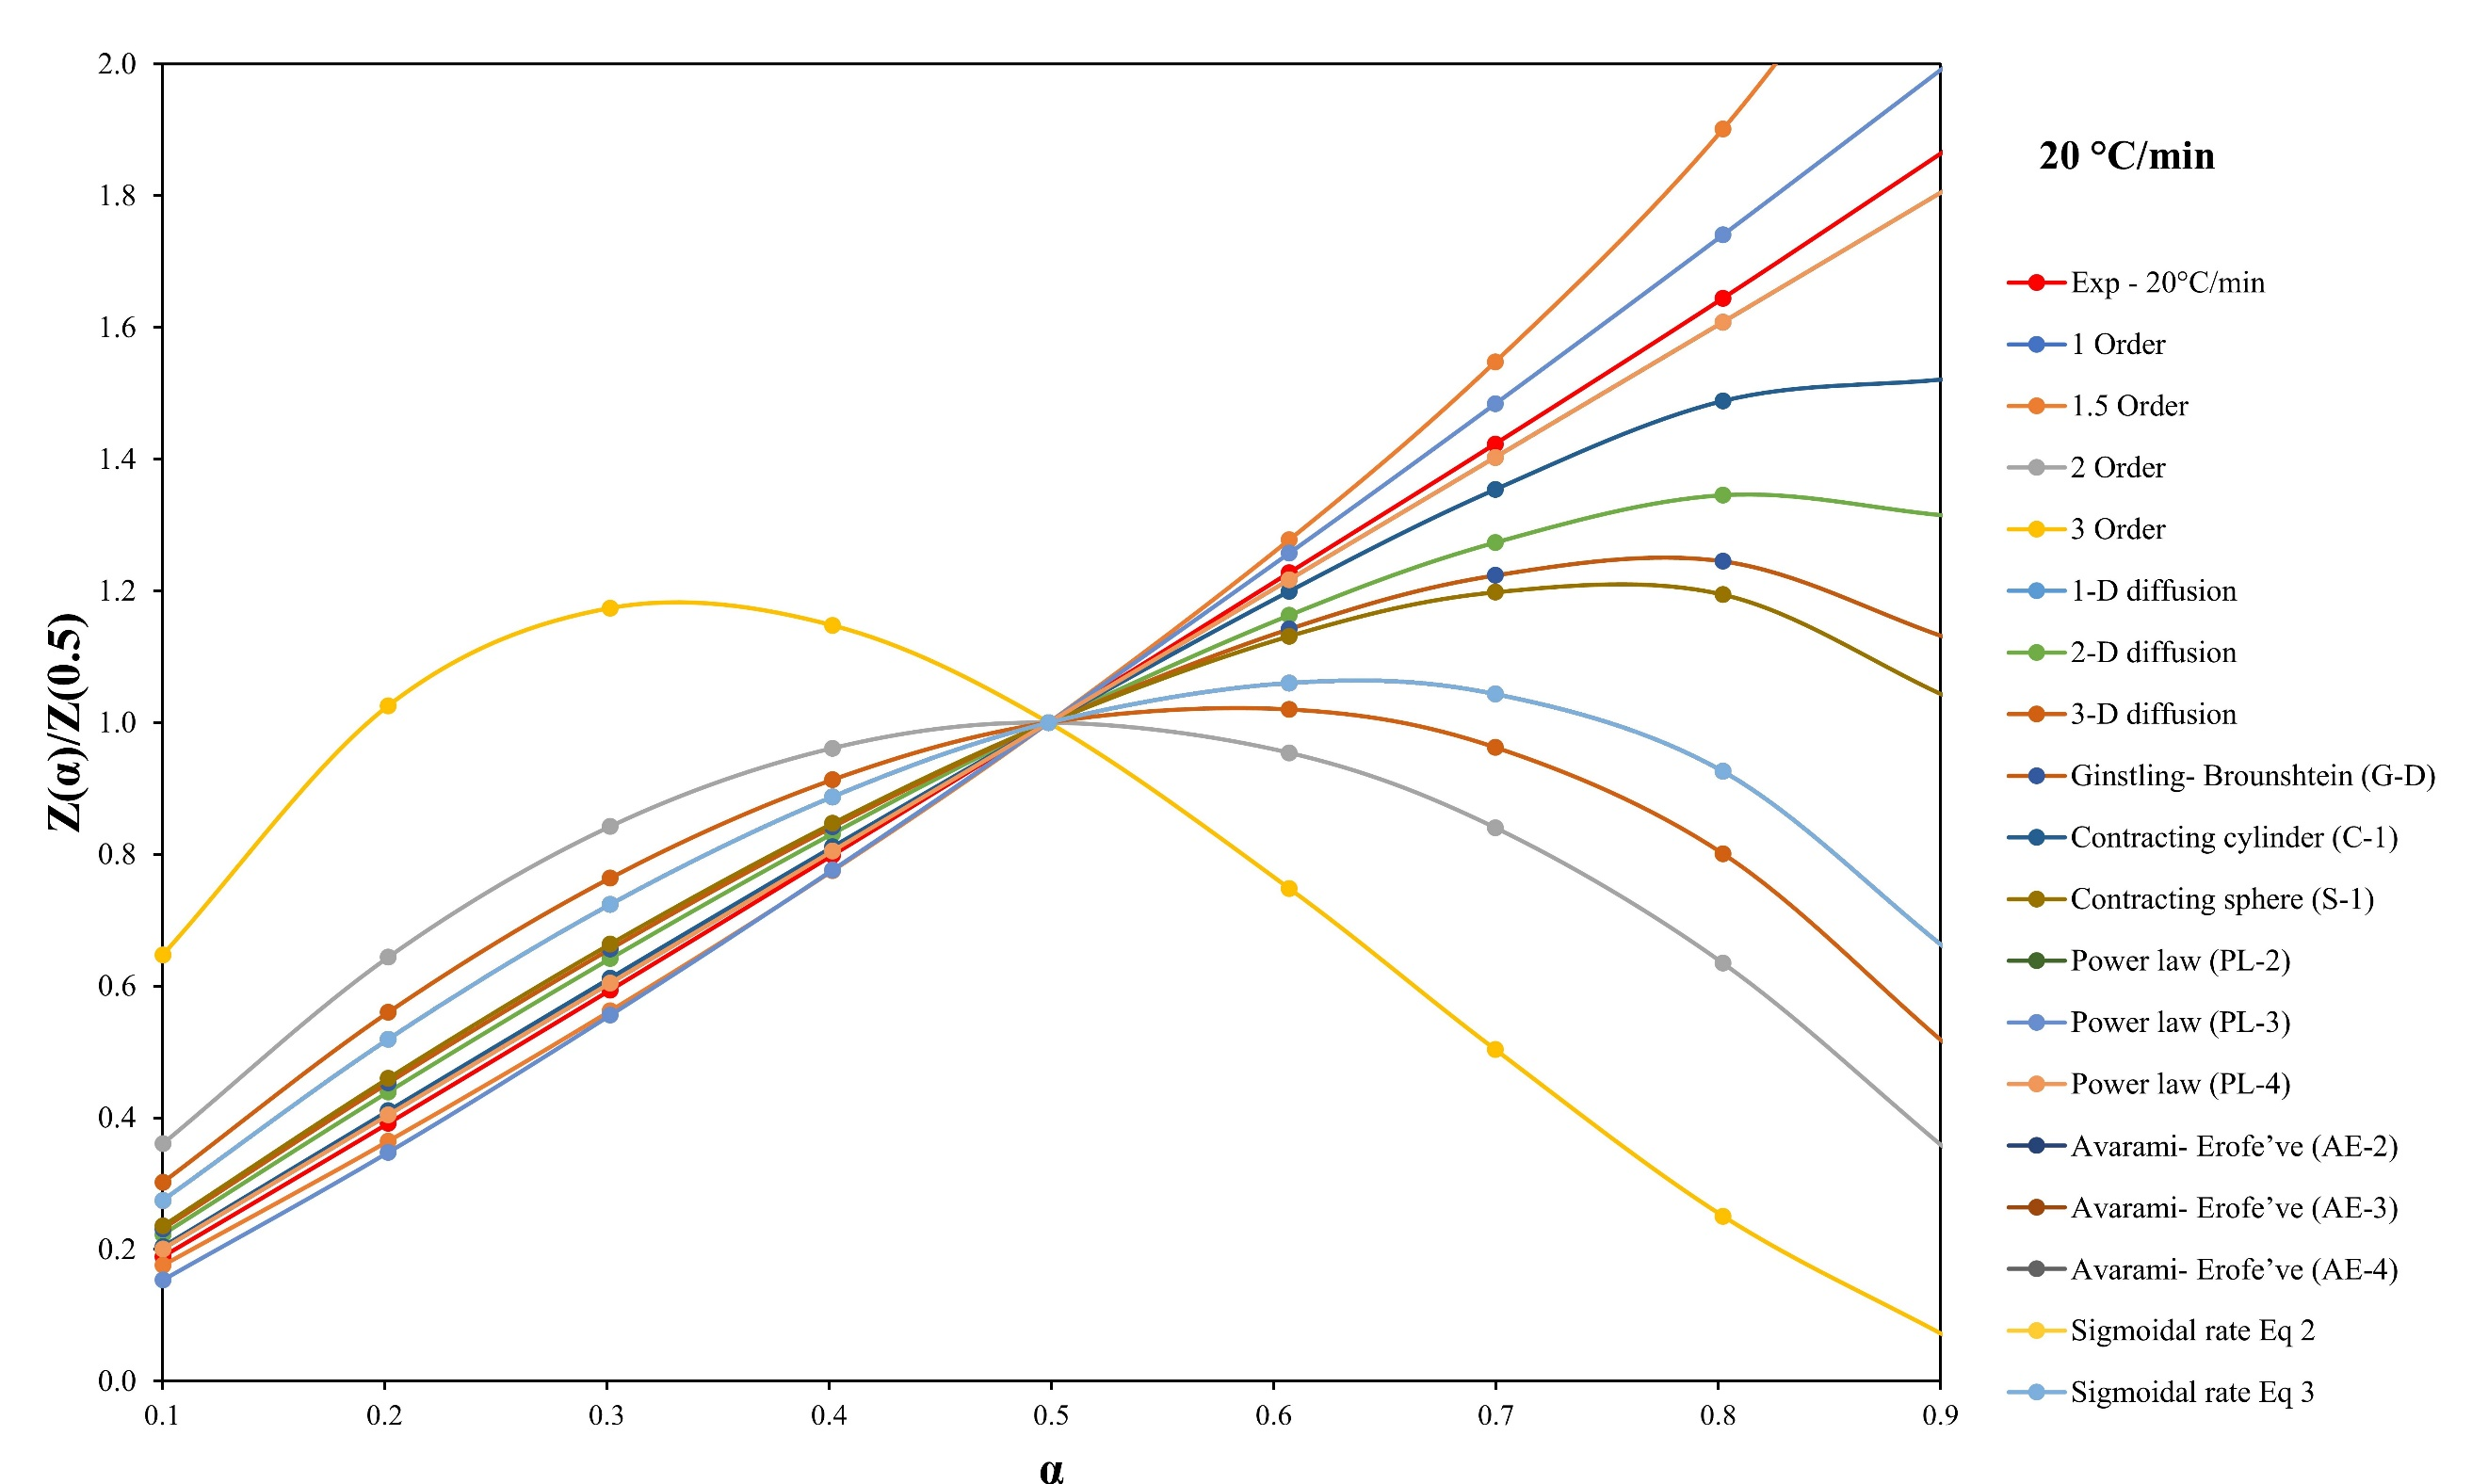 2.0
1.8
1.6
1.4
1.2
1.0
0.8
0.6
0.4
0.2
0.0
Z(α)/Z(0.5)
0.1 0.2 0.3 0.4 0.5 0.6 0.7 0.8 0.9
α
20 °C/min
Exp - 20°C/min
1 Order
1.5 Order
2 Order
3 Order
1-D diffusion
2-D diffusion
3-D diffusion
Ginstling- Brounshtein (G-D)
Contracting cylinder (C-1)
Contracting sphere (S-1)
Power law (PL-2)
Power law (PL-3)
Power law (PL-4)
Avarami- Erofe’ve (AE-2)
Avarami- Erofe’ve (AE-3)
Avarami- Erofe’ve (AE-4)
Sigmoidal rate Eq 2
Sigmoidal rate Eq 3